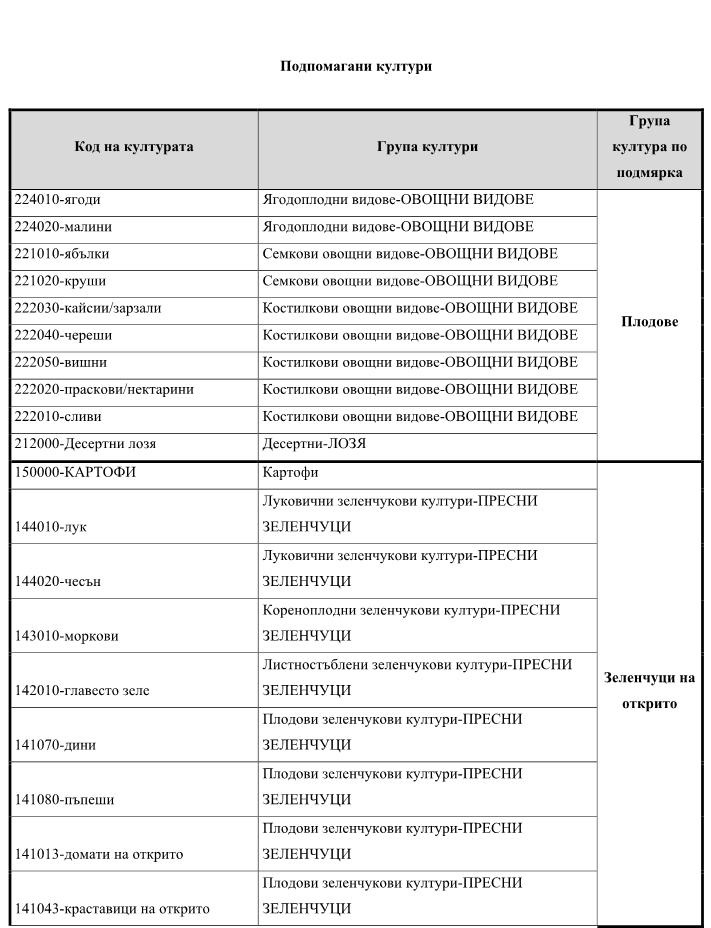 Подпомагани култури
Код на културата
Група култури
Група
култура по
подмярка
224010-ягоди
Ягодоплодни видове-ОВОЩНИ ВИДОВЕ
224020-малини
Ягодоплодни видове-ОВОЩНИ ВИДОВЕ
221010-ябълки
Семкови овощни видове-ОВОЩНИ ВИДОВЕ
221020-круши
Семкови овощни видове-ОВОЩНИ ВИДОВЕ
222030-кайсии/зарзали
Костилкови овощни видове-ОВОЩНИ ВИДОВЕ
222040-череши
Костилкови овощни видове-ОВОЩНИ ВИДОВЕ
222050-вишни
Костилкови овощни видове-ОВОЩНИ ВИДОВЕ
222020-праскови/нектарини
Костилкови овощни видове-ОВОЩНИ ВИДОВЕ
222010-сливи
Костилкови овощни видове-ОВОЩНИ ВИДОВЕ
212000-Десертни лозя
Десертни-ЛОЗЯ
Плодове
150000-КАРТОФИ
Картофи
144010-лук
Луковични зеленчукови култури-ПРЕСНИ
ЗЕЛЕНЧУЦИ
144020-чесън
Луковични зеленчукови култури-ПРЕСНИ
ЗЕЛЕНЧУЦИ
143010-моркови
Кореноплодни зеленчукови култури-ПРЕСНИ
ЗЕЛЕНЧУЦИ
142010-главесто зеле
Листностъблени зеленчукови култури-ПРЕСНИ
ЗЕЛЕНЧУЦИ
141070-дини
Плодови зеленчукови култури-ПРЕСНИ
ЗЕЛЕНЧУЦИ
141080-пъпеши
Плодови зеленчукови култури-ПРЕСНИ
ЗЕЛЕНЧУЦИ
141013-домати на открито
Плодови зеленчукови култури-ПРЕСНИ
ЗЕЛЕНЧУЦИ
141043-краставици на открито
Плодови зеленчукови култури-ПРЕСНИ
ЗЕЛЕНЧУЦИ
Зеленчуци на
открито